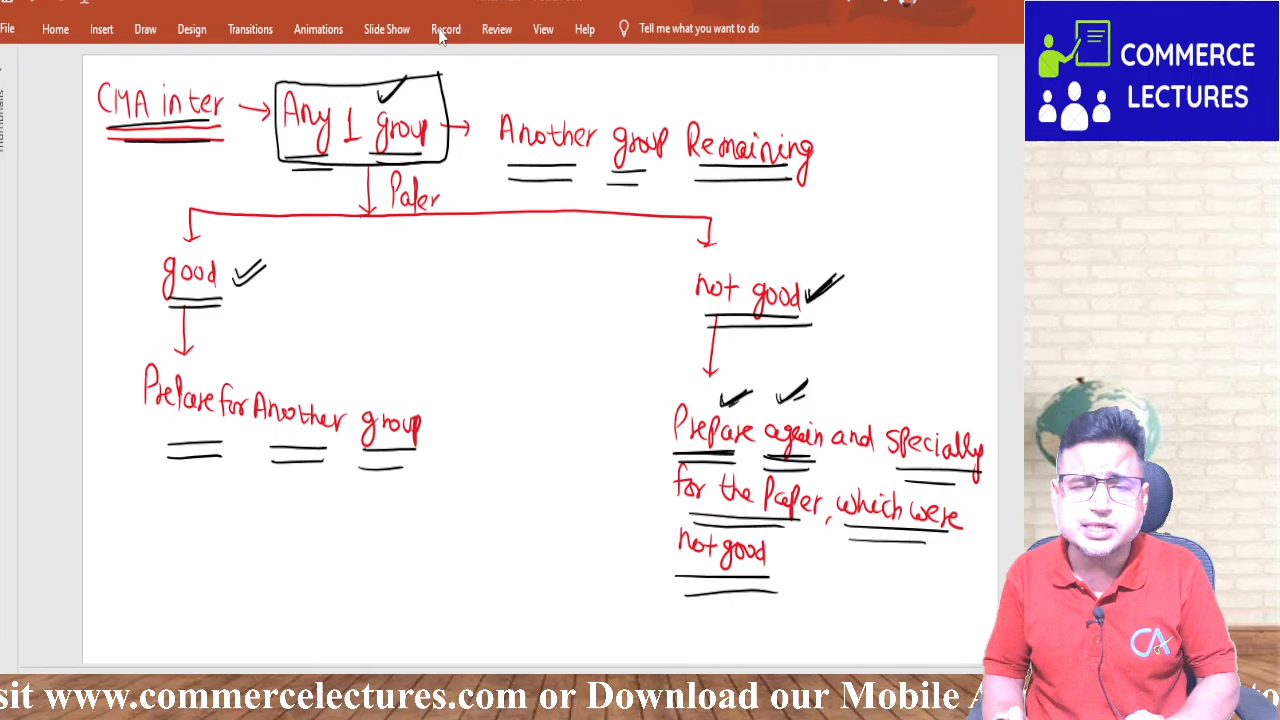 File Home Insert Draw Design Transitions Animations Slide Show Record Review View Help Tell me what you want to do
COMMERCE
LECTURES
CMA inter → Any 1 group → Another group Remaining
Paper
good
not good
Prepare for Another group
Prepare again and specially
for the Paper, which were
not good
CA
sit www.commercelectures.com or Download our Mobile A